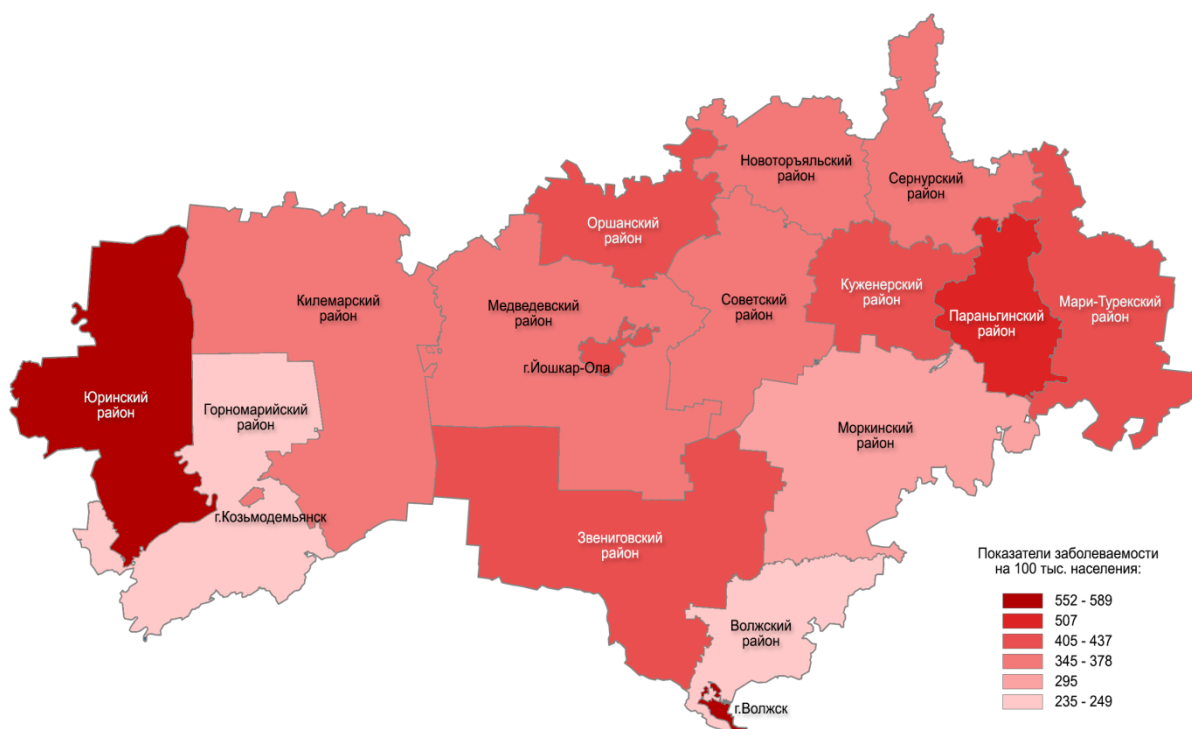 Новоторъяльский
район
Сернурский
район
Оршанский
район
Килемарский
район
Медведевский
район
Советский
район
Куженерский
район
Параньгинский
район
Мари-Турекский
район
г.Йошкар-Ола
Юринский
район
Горномарийский
район
Моркинский
район
г.Козьмодемьянск
Звениговский
район
Волжский
район
г.Волжск
Показатели заболеваемости
на 100 тыс. населения:
552 - 589
507
405 - 437
345 - 378
295
235 - 249